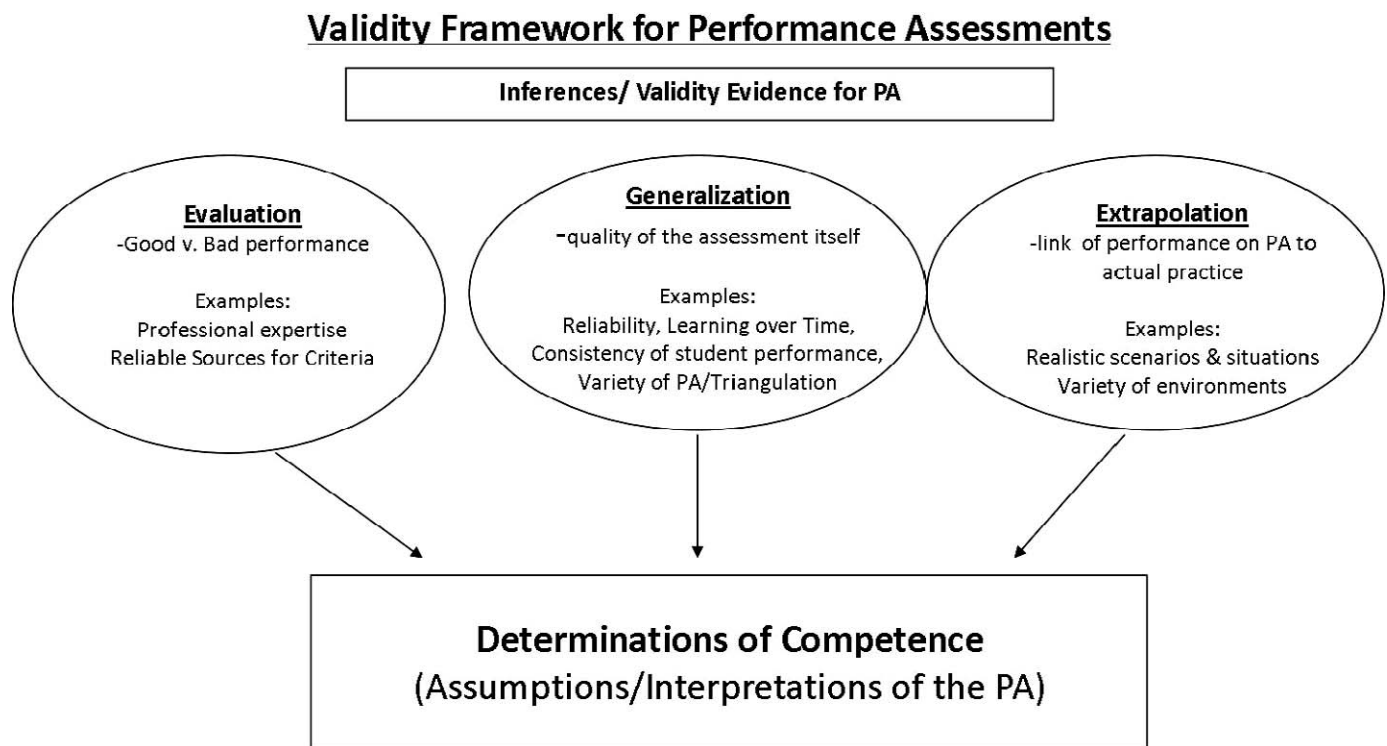 Validity Framework for Performance Assessments
Inferences/ Validity Evidence for PA
Evaluation
-Good v. Bad performance
Examples:
Professional expertise
Reliable Sources for Criteria
Generalization
-quality of the assessment itself
Examples:
Reliability, Learning over Time,
Consistency of student performance,
Variety of PA/Triangulation
Extrapolation
-link of performance on PA to
actual practice
Examples:
Realistic scenarios & situations
Variety of environments
Determinations of Competence
(Assumptions/Interpretations of the PA)